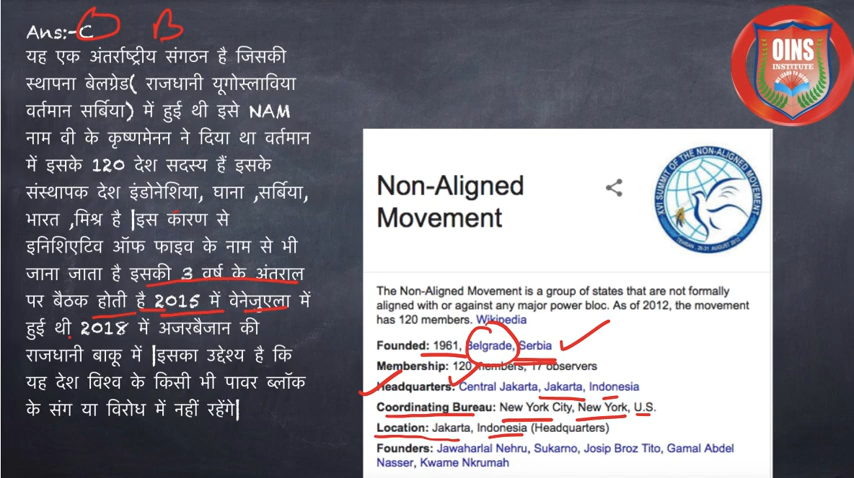 Ans:-C B
यह एक अंतर्राष्ट्रीय संगठन है जिसकी
स्थापना बेलग्रेड( राजधानी यूगोस्लाविया
वर्तमान सर्बिया) में हुई थी इसे NAM
नाम वी के कृष्णमेनन ने दिया था वर्तमान
में इसके 120 देश सदस्य हैं इसके
संस्थापक देश इंडोनेशिया, घाना ,सर्बिया,
भारत ,मिश्र है |इस कारण से
इनिशिएटिव ऑफ फाइव के नाम से भी
जाना जाता है इसकी 3 वर्ष के अंतराल
पर बैठक होती है 2015 में वेनेजुएला में
हुई थी 2018 में अजरबैजान की
राजधानी बाकू में |इसका उद्देश्य है कि
यह देश विश्व के किसी भी पावर ब्लॉक
के संग या विरोध में नहीं रहेंगे|
OINS
INSTITUTE
Non-Aligned
Movement
XVI SUMMIT OF THE NON-ALIGNED MOVEMENT
TEHRAN, 26-31 AUGUST 2012
The Non-Aligned Movement is a group of states that are not formally
aligned with or against any major power bloc. As of 2012, the movement
has 120 members. Wikipedia
Founded: 1961, Belgrade, Serbia
Membership: 120 members, 17 observers
Headquarters: Central Jakarta, Jakarta, Indonesia
Coordinating Bureau: New York City, New York, U.S.
Location: Jakarta, Indonesia (Headquarters)
Founders: Jawaharlal Nehru, Sukarno, Josip Broz Tito, Gamal Abdel
Nasser, Kwame Nkrumah